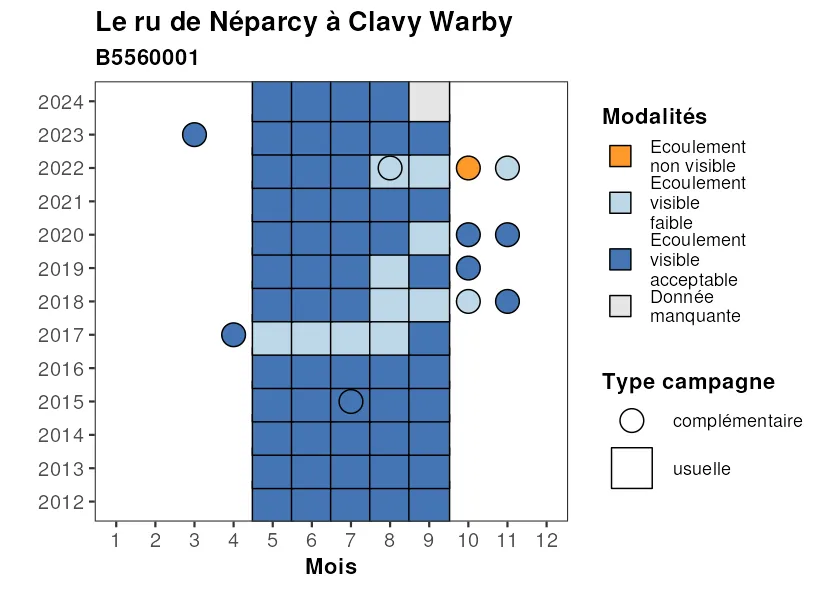 Le ru de Néparcy à Clavy Warby
B5560001
2024
2023
2022
2021
2020
2019
2018
2017
2016
2015
2014
2013
2012
1 2 3 4 5 6 7 8 9 10 11 12
Mois
Modalités
Ecoulement
non visible
Ecoulement
visible
faible
Ecoulement
visible
acceptable
Donnée
manquante
Type campagne
complémentaire
usuelle